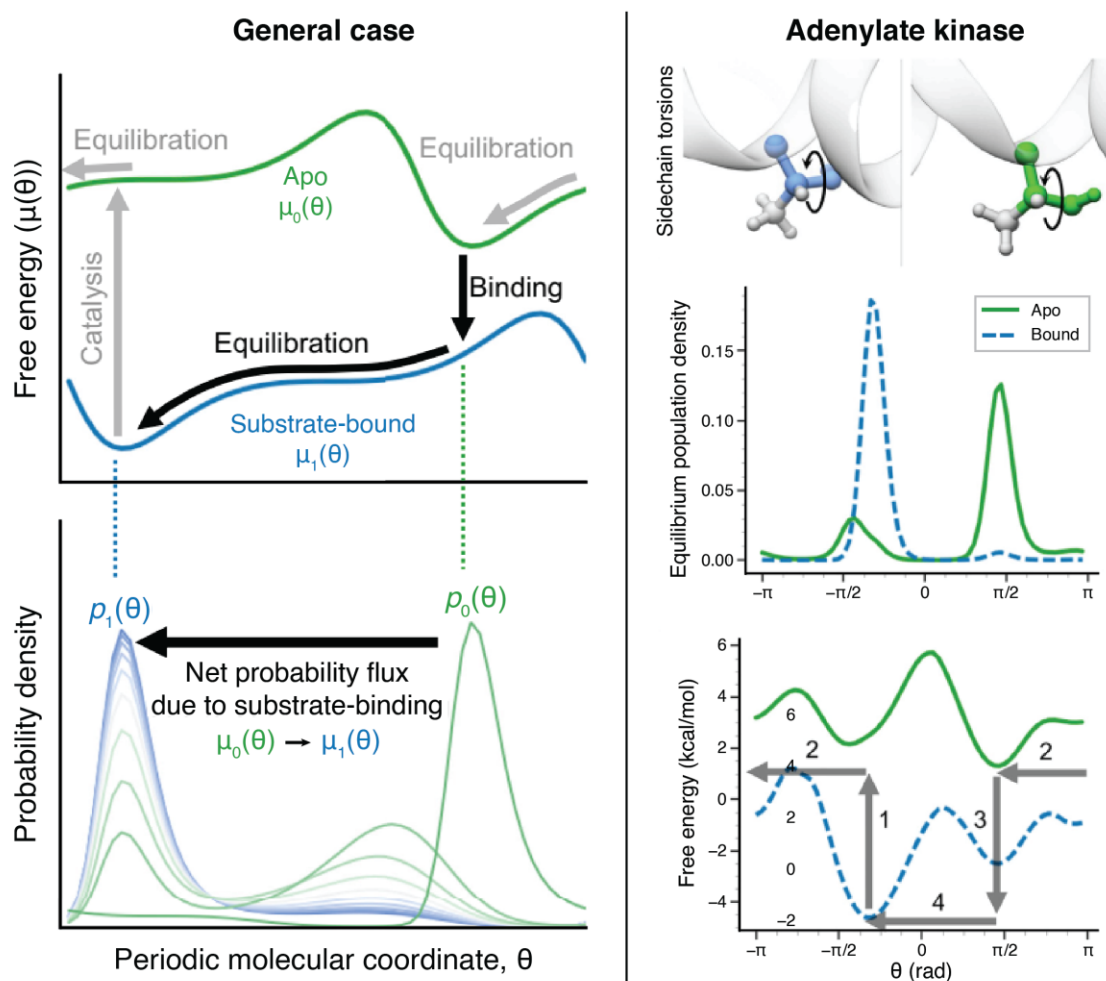 General case
Free energy (μ(θ))
Equilibration
Apo
μ₀(θ)
Equilibration
Catalysis
Binding
Equilibration
Substrate-bound
μ₁(θ)
Probability density
p₁(θ)
p₀(θ)
Net probability flux
due to substrate-binding
μ₀(θ) → μ₁(θ)
Periodic molecular coordinate, θ
Adenylate kinase
Sidechain torsions
Equilibrium population density
0.15
0.10
0.05
0.00
Apo
Bound
−π
−π/2
0
π/2
π
Free energy (kcal/mol)
6
4
2
0
−2
−4
6
4
2
0
−2
2
2
1
3
4
−π
−π/2
0
π/2
π
θ (rad)